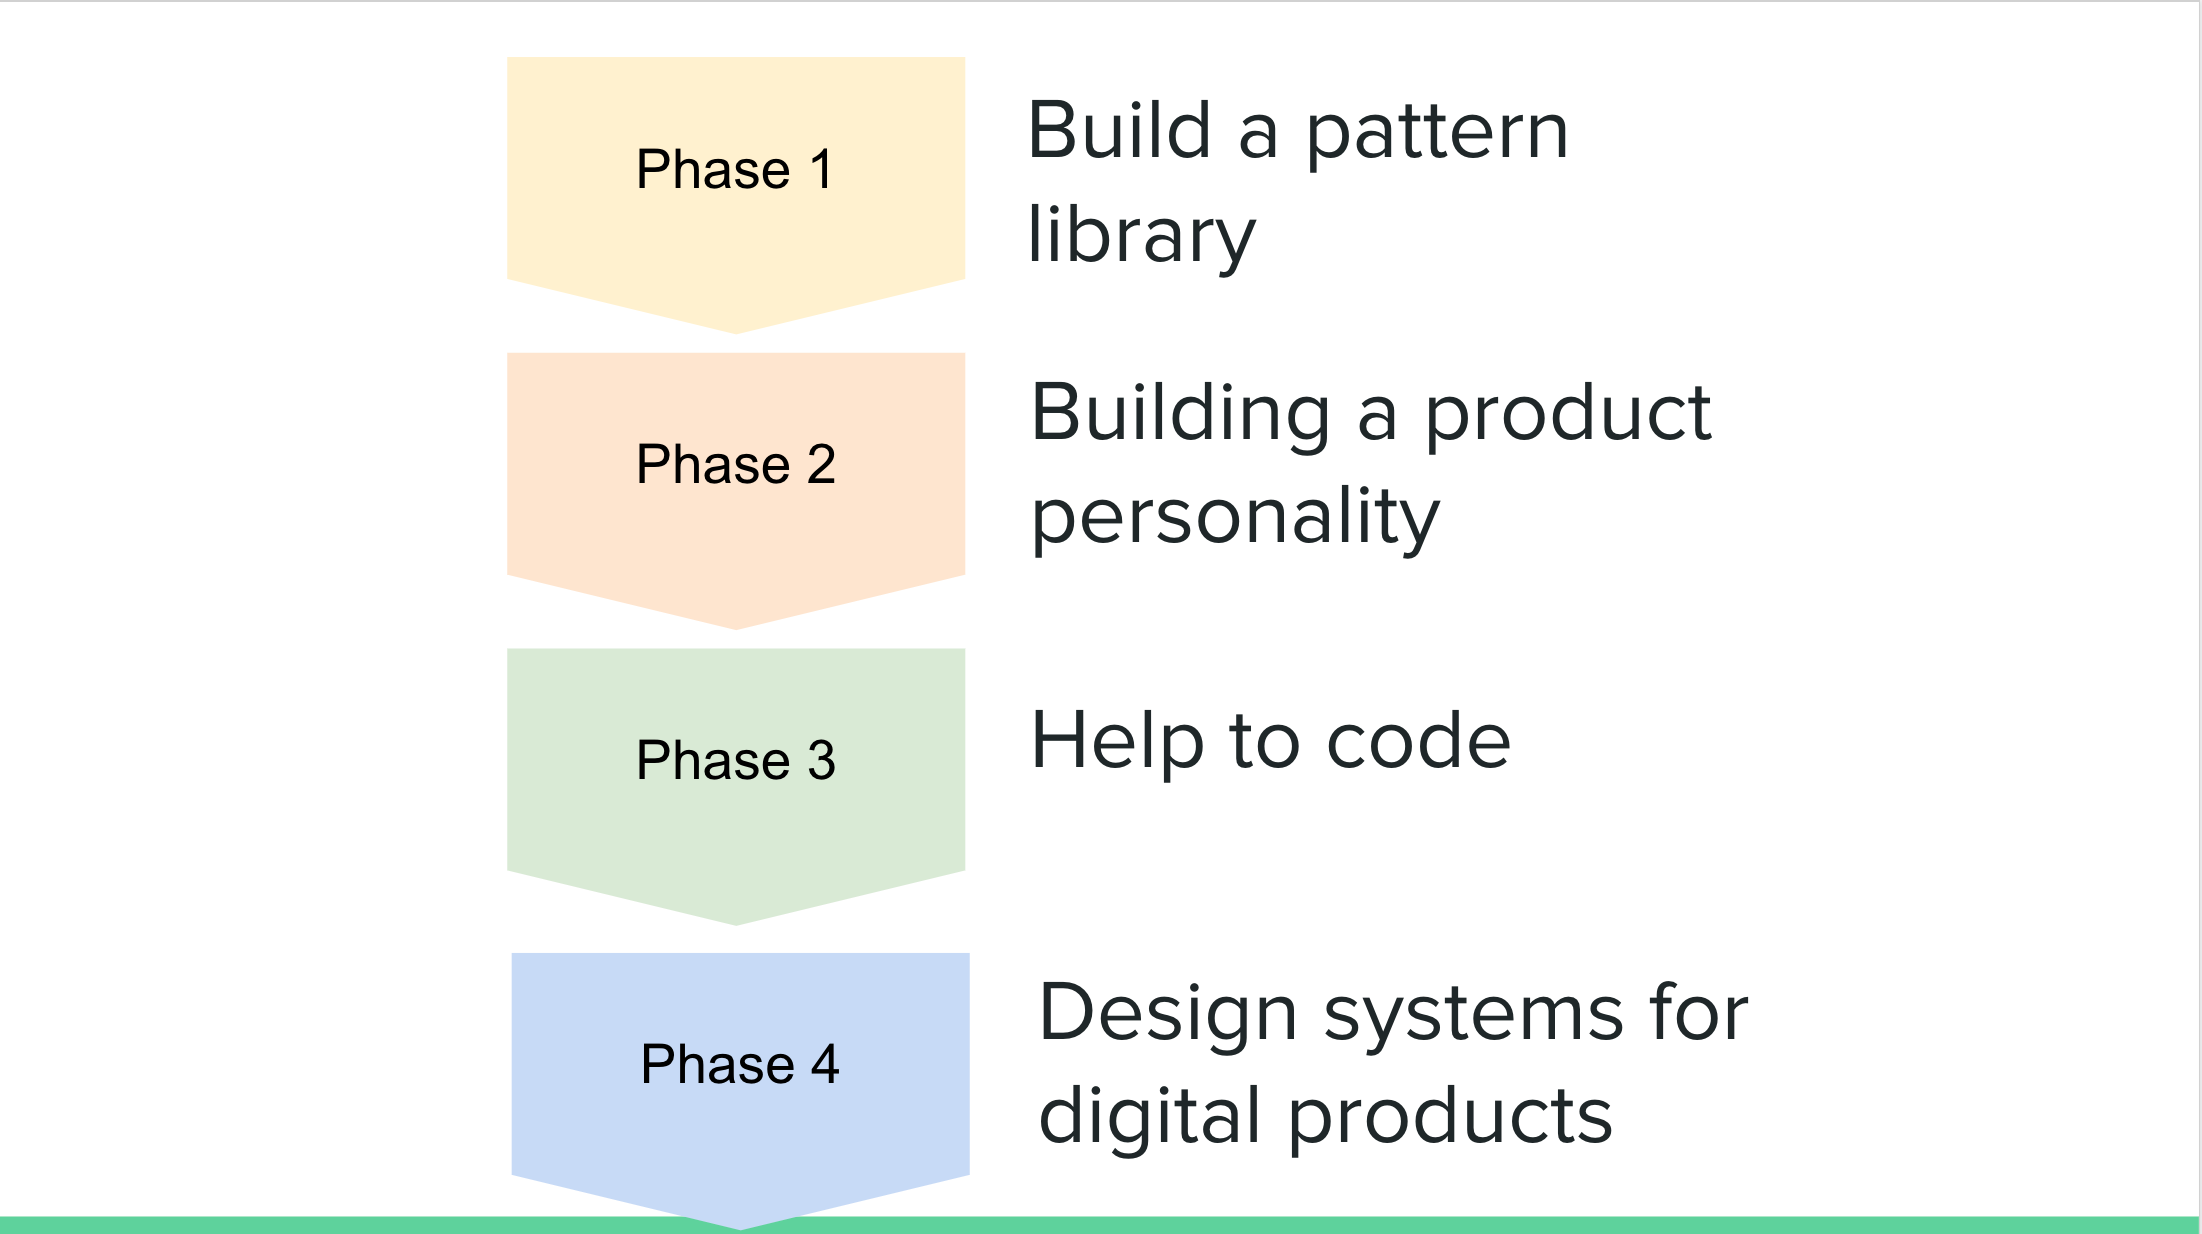 Phase 1
Build a pattern
library
Phase 2
Building a product
personality
Phase 3
Help to code
Phase 4
Design systems for
digital products